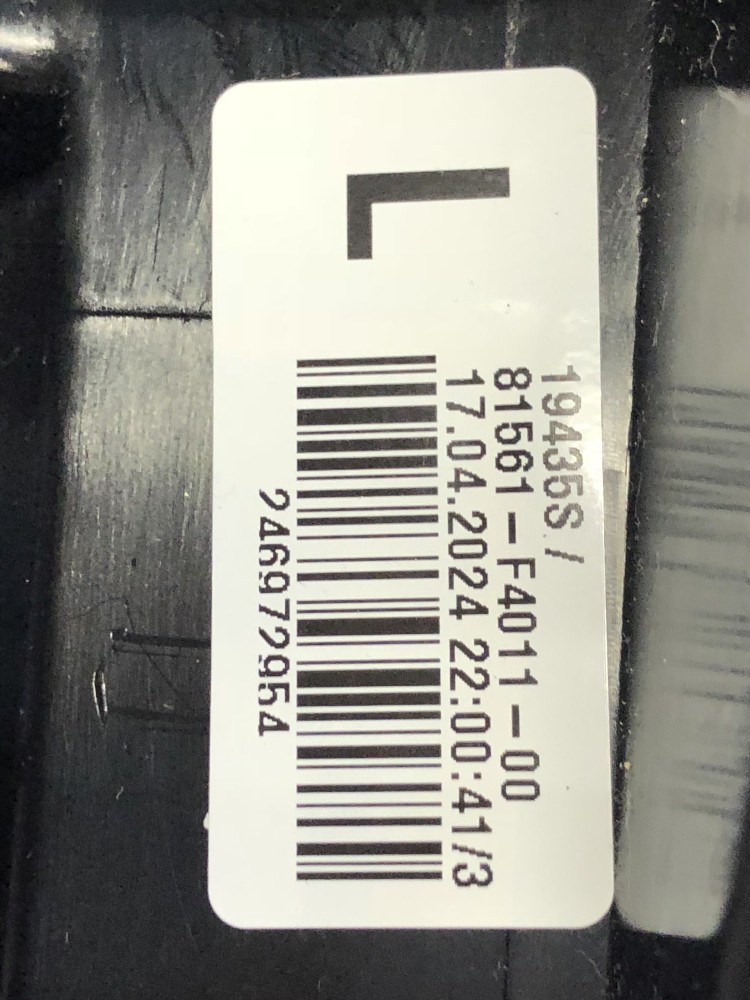 L
19435S /
81561-F4011-00
17.04.2024 22:00:41/3
246972954